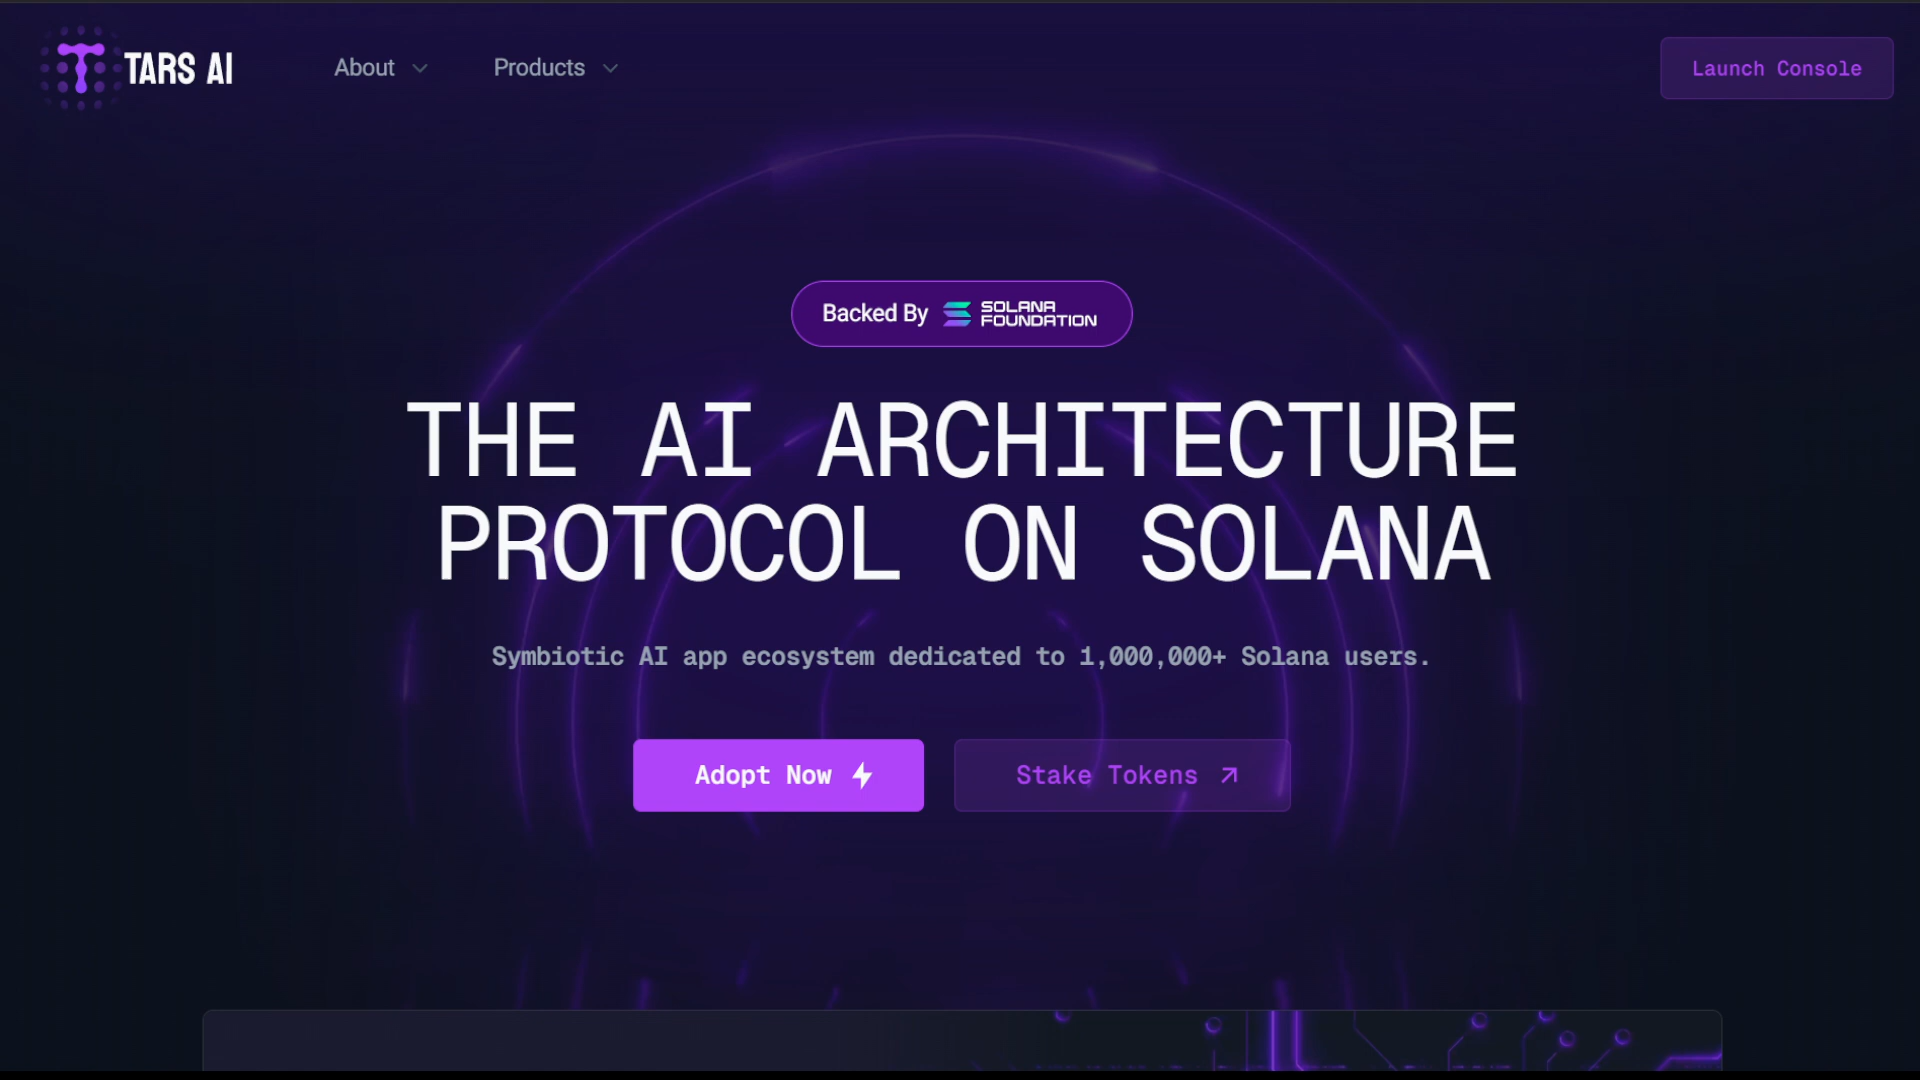 TARS AI
About
Products
Launch Console
Backed By SOLANA FOUNDATION
THE AI ARCHITECTURE
PROTOCOL ON SOLANA
Symbiotic AI app ecosystem dedicated to 1,000,000+ Solana users.
Adopt Now
Stake Tokens